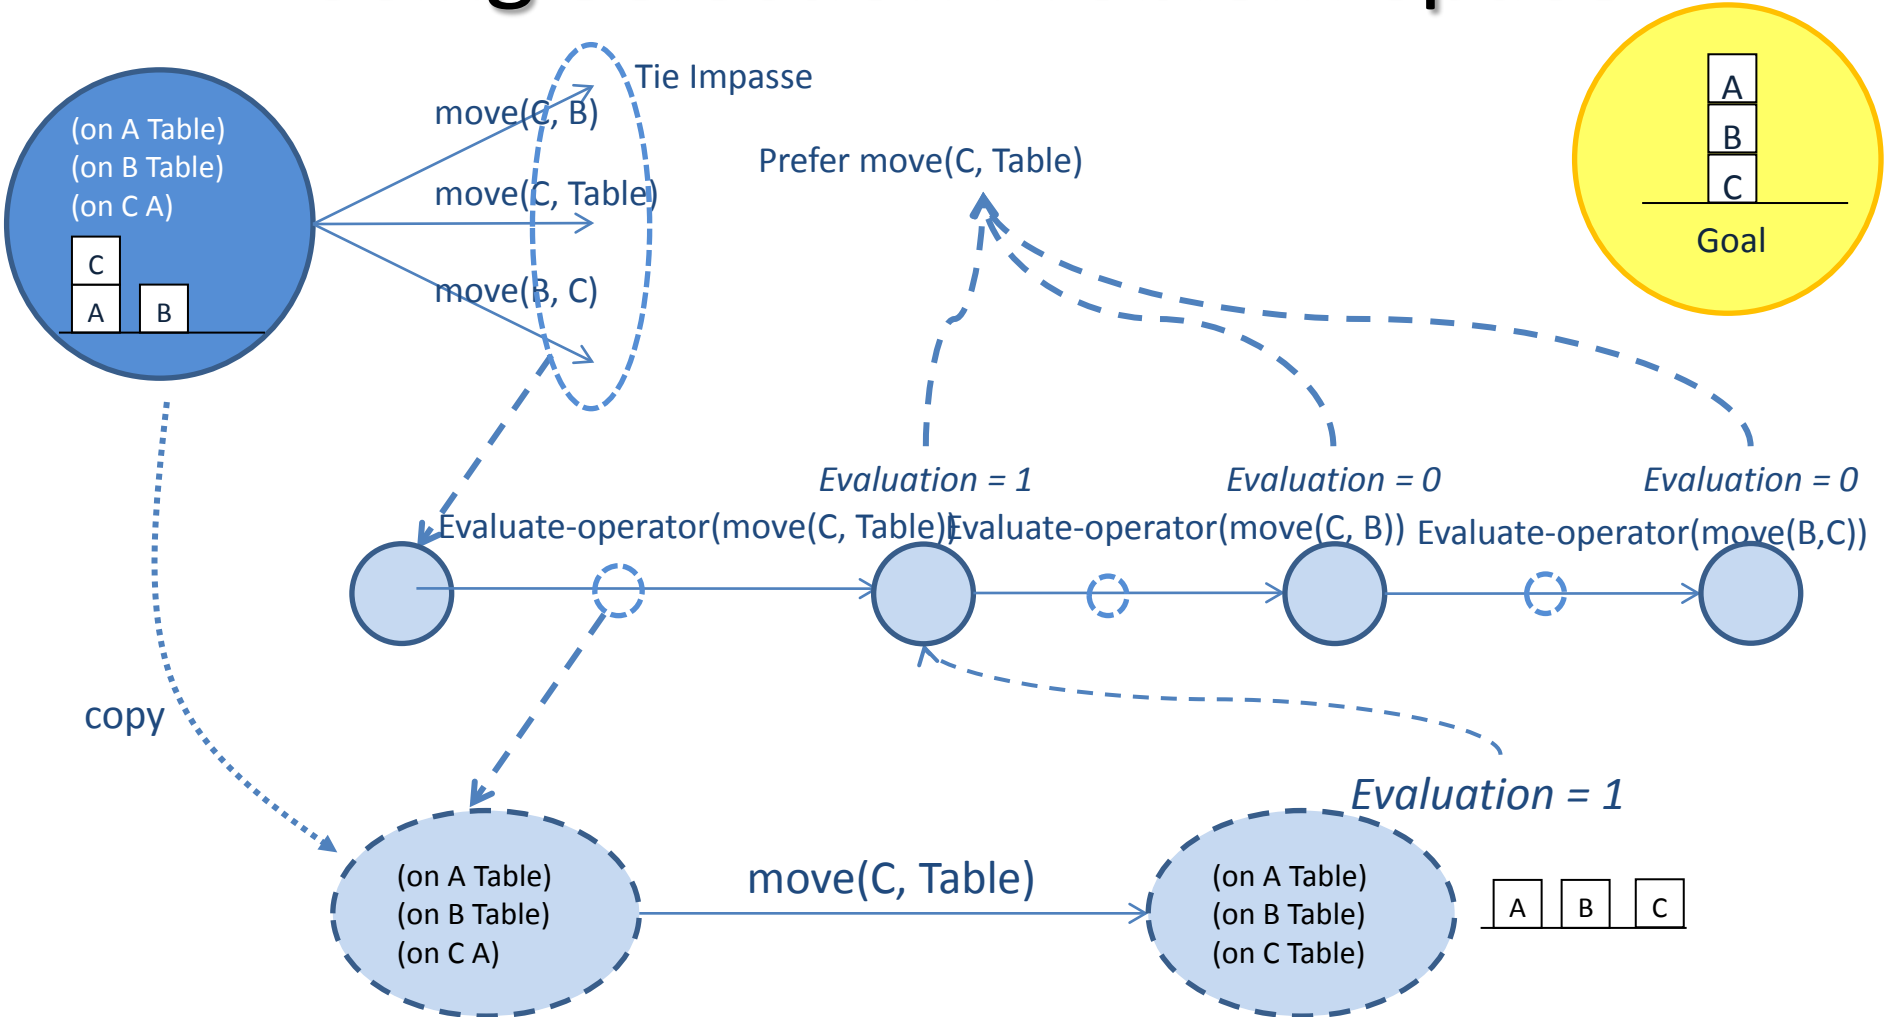 Tie Impasse
move(C, B)
move(C, Table)
move(B, C)
(on A Table)
(on B Table)
(on C A)
C
A
B
Prefer move(C, Table)
A
B
C
Goal
Evaluation = 1
Evaluation = 0
Evaluation = 0
Evaluate-operator(move(C, Table))
Evaluate-operator(move(C, B))
Evaluate-operator(move(B,C))
copy
Evaluation = 1
(on A Table)
(on B Table)
(on C A)
move(C, Table)
(on A Table)
(on B Table)
(on C Table)
A
B
C